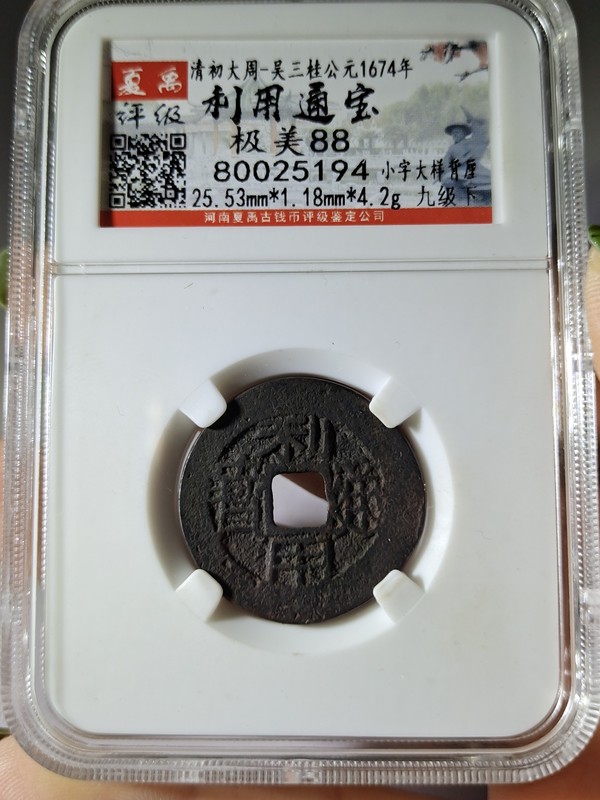 夏禹
评级
清初大周-吴三桂公元1674年
利用通宝
极美88
80025194 小字大样背厘
25.53mm*1.18mm*4.2g 九级下
河南夏禹古钱币评级鉴定公司
利用通寳